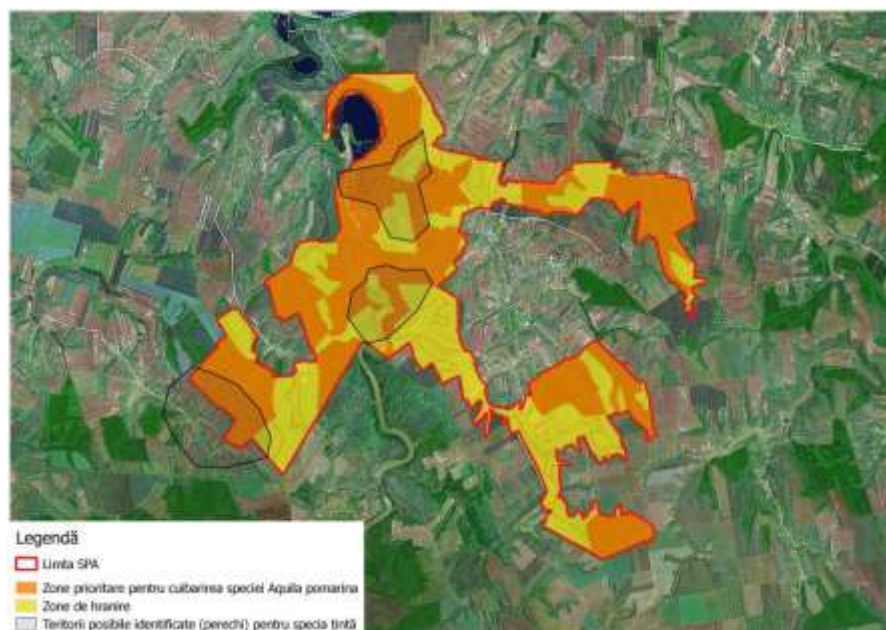 Legendă
Limita SPA
Zone prioritare pentru cuibarirea speciei Aquila pomarina
Zone de hranire
Teritorii posibile identificate (perechi) pentru specia tintă